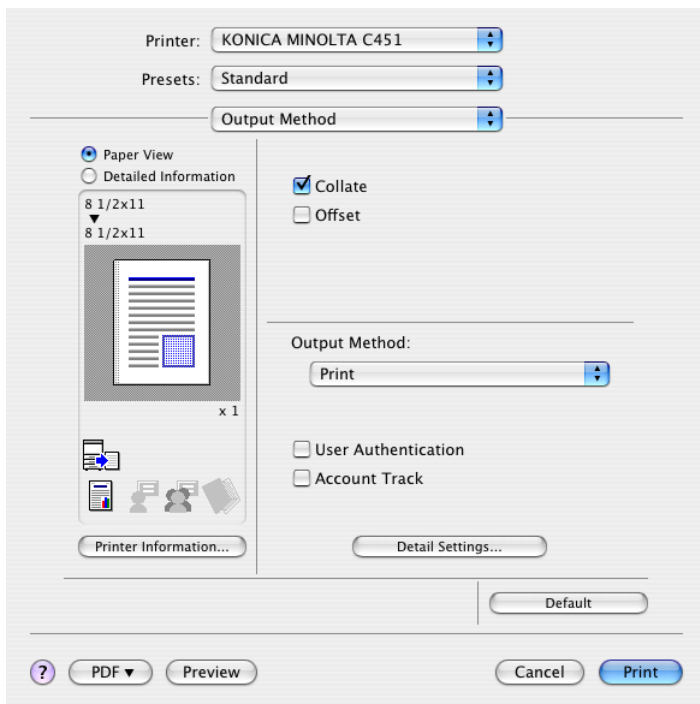 Printer: KONICA MINOLTA C451
Presets: Standard
Output Method
Paper View
Detailed Information
8 1/2x11
8 1/2x11
x 1
Printer Information...
Collate
Offset
Output Method:
Print
User Authentication
Account Track
Detail Settings...
Default
? PDF ▼ Preview Cancel Print